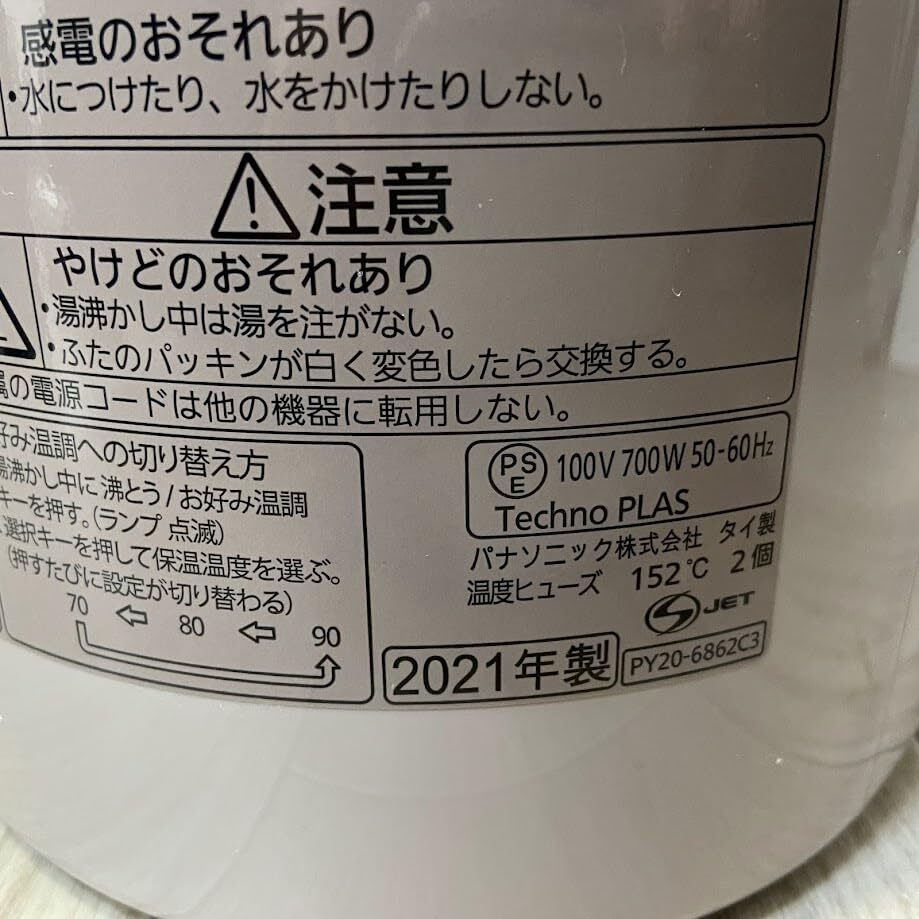 感電のおそれあり
・水につけたり、水をかけたりしない。
注意
やけどのおそれあり
・湯沸かし中は湯を注がない。
・ふたのパッキンが白く変色したら交換する。
の電源コードは他の機器に転用しない。
好み温調への切り替え方
湯沸かし中に 沸とう/お好み温調
キーを押す。(ランプ 点滅)
選択キーを押して保温温度を選ぶ。
(押すたびに設定が切り替わる)
70 ⇦ 80 ⇦ 90
PSE 100V 700W 50-60Hz
Techno PLAS
パナソニック株式会社 タイ製
温度ヒューズ 152℃ 2個
S JET
2021年製
PY20-6862C3